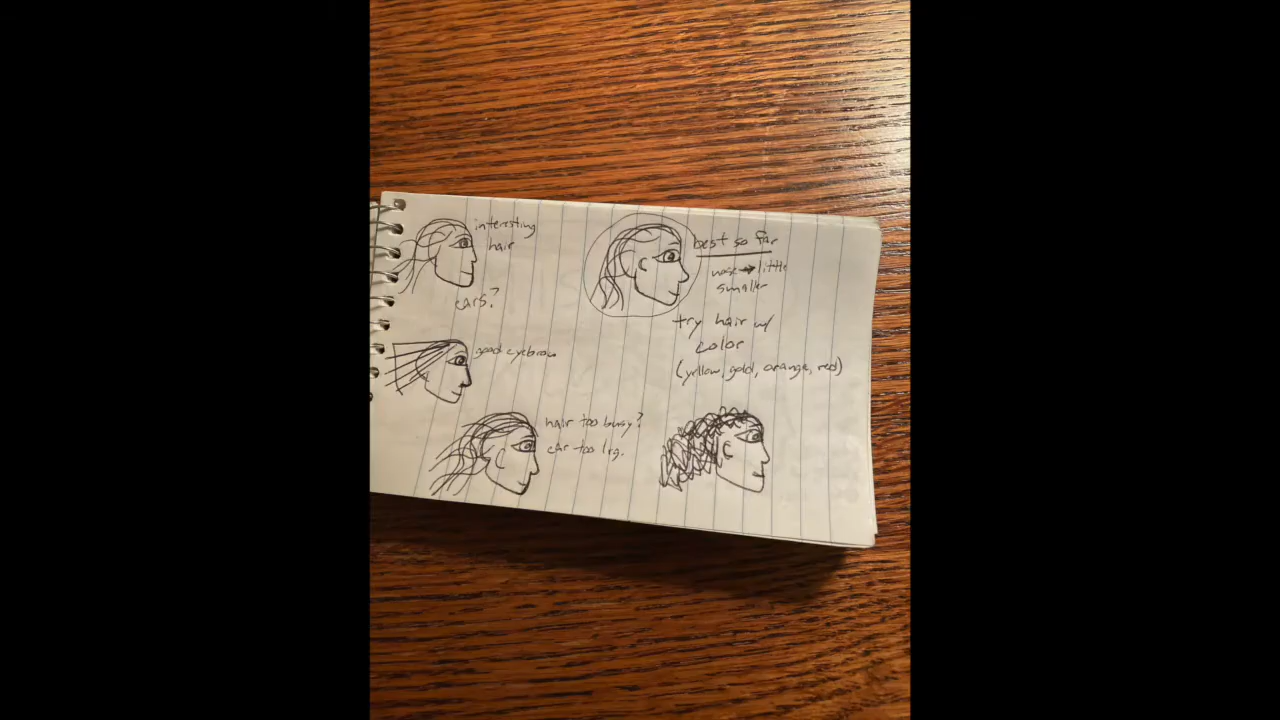 interesting
hair
ears?
best so far
nose → little
smaller
try hair w/
color
(yellow, gold, orange, red)
good eyebrow
hair too busy?
ear too lrg.